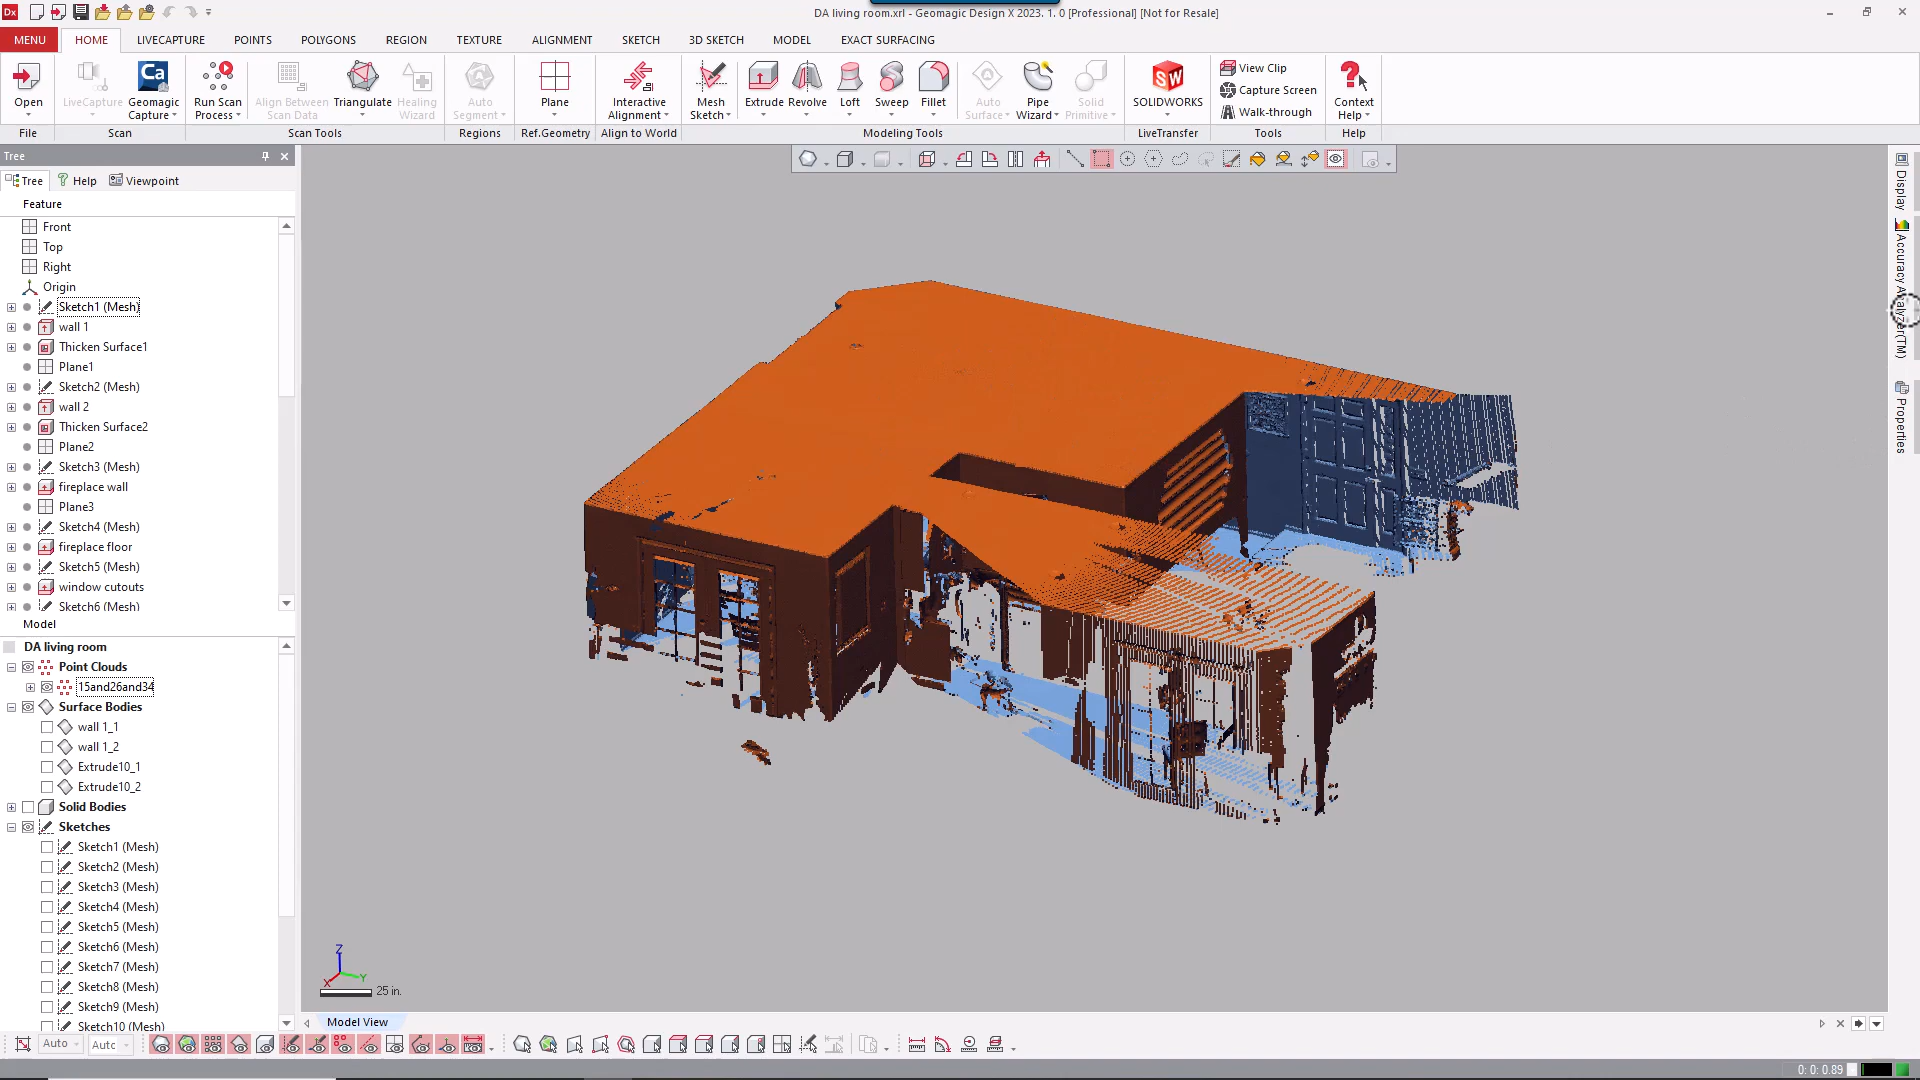 DA living room.xrl - Geomagic Design X 2023. 1. 0 [Professional] [Not for Resale]
MENU HOME LIVECAPTURE POINTS POLYGONS REGION TEXTURE ALIGNMENT SKETCH 3D SKETCH MODEL EXACT SURFACING
Open
LiveCapture
Geomagic Capture
Run Scan Process
Align Between Scan Data
Triangulate
Healing Wizard
Auto Segment
Plane
Interactive Alignment
Mesh Sketch
Extrude
Revolve
Loft
Sweep
Fillet
Auto Surface
Pipe Wizard
Solid Primitive
SOLIDWORKS
View Clip
Capture Screen
Walk-through
Context Help
File Scan Scan Tools Regions Ref.Geometry Align to World Modeling Tools LiveTransfer Tools Help
Tree
Tree Help Viewpoint
Feature
Front
Top
Right
Origin
Sketch1 (Mesh)
wall 1
Thicken Surface1
Plane1
Sketch2 (Mesh)
wall 2
Thicken Surface2
Plane2
Sketch3 (Mesh)
fireplace wall
Plane3
Sketch4 (Mesh)
fireplace floor
Sketch5 (Mesh)
window cutouts
Sketch6 (Mesh)
Model
DA living room
Point Clouds
15and26and34
Surface Bodies
wall 1_1
wall 1_2
Extrude10_1
Extrude10_2
Solid Bodies
Sketches
Sketch1 (Mesh)
Sketch2 (Mesh)
Sketch3 (Mesh)
Sketch4 (Mesh)
Sketch5 (Mesh)
Sketch6 (Mesh)
Sketch7 (Mesh)
Sketch8 (Mesh)
Sketch9 (Mesh)
Sketch10 (Mesh)
Display
Accuracy Analyzer(TM)
Properties
Z
X
Y
25 in.
Model View
Auto Autc
0: 0: 0.89